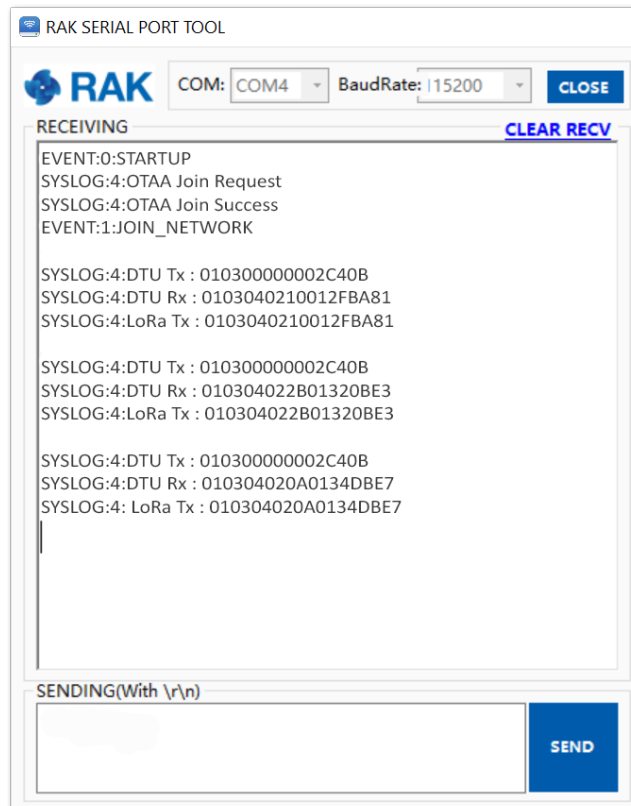 RAK SERIAL PORT TOOL
RAK COM: COM4 BaudRate: 115200 CLOSE
RECEIVING CLEAR RECV
EVENT:0:STARTUP
SYSLOG:4:OTAA Join Request
SYSLOG:4:OTAA Join Success
EVENT:1:JOIN_NETWORK
SYSLOG:4:DTU Tx : 010300000002C40B
SYSLOG:4:DTU Rx : 0103040210012FBA81
SYSLOG:4:LoRa Tx : 0103040210012FBA81
SYSLOG:4:DTU Tx : 010300000002C40B
SYSLOG:4:DTU Rx : 010304022B01320BE3
SYSLOG:4:LoRa Tx : 010304022B01320BE3
SYSLOG:4:DTU Tx : 010300000002C40B
SYSLOG:4:DTU Rx : 010304020A0134DBE7
SYSLOG:4: LoRa Tx : 010304020A0134DBE7
SENDING(With \r\n)
SEND